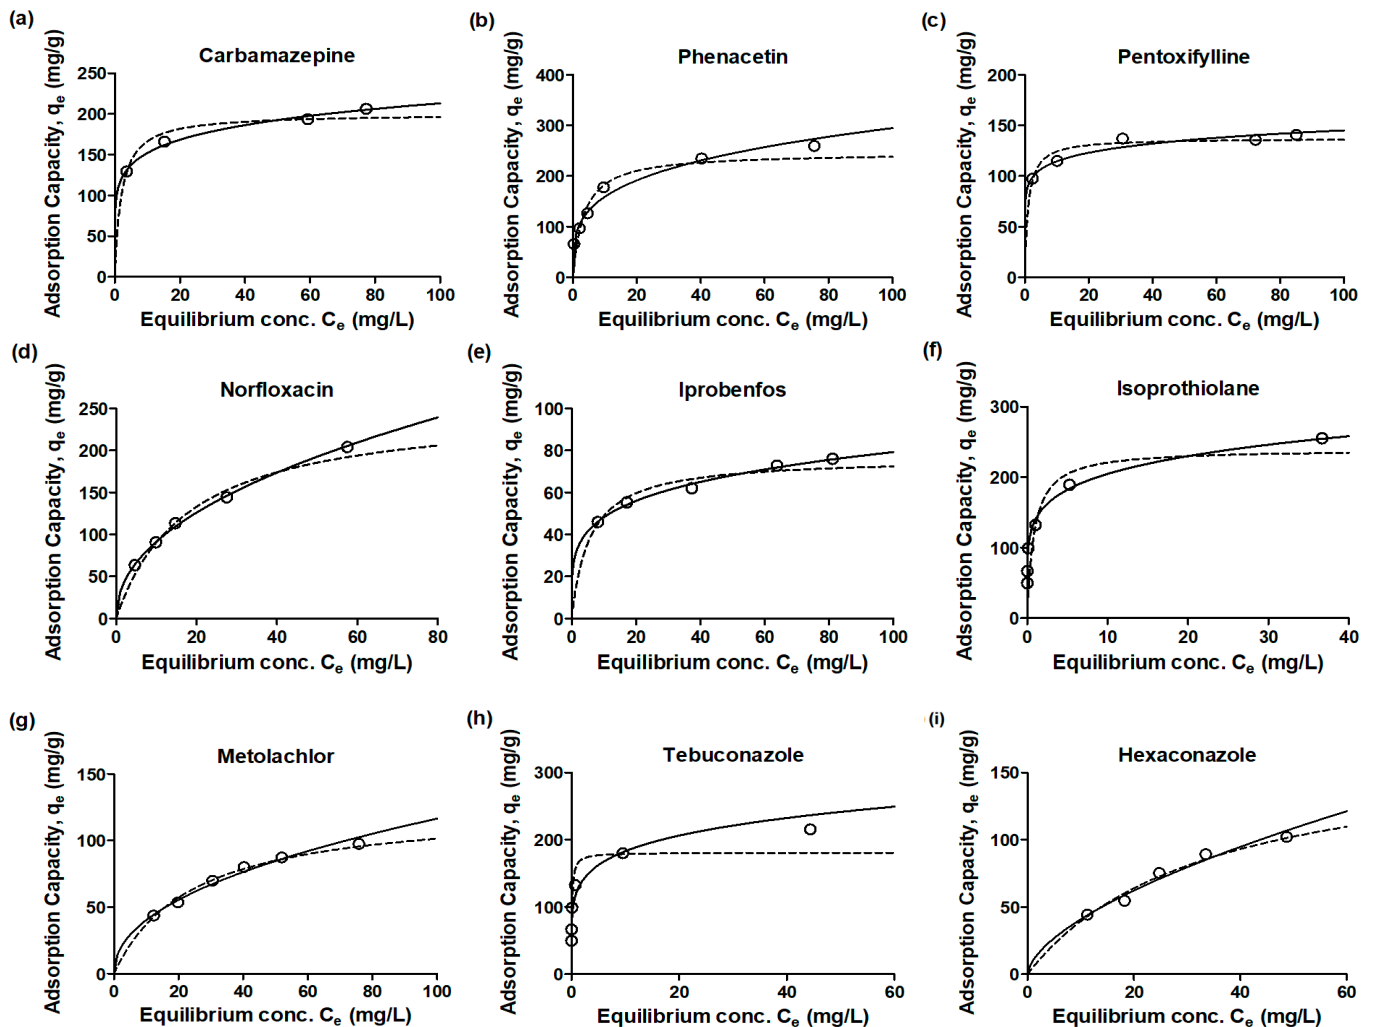 (a)
Carbamazepine
Adsorption Capacity, qe (mg/g)
250
200
150
100
50
0
0 20 40 60 80 100
Equilibrium conc. Ce (mg/L)
(b)
Phenacetin
Adsorption Capacity, qe (mg/g)
400
300
200
100
0
0 20 40 60 80 100
Equilibrium conc. Ce (mg/L)
(c)
Pentoxifylline
Adsorption Capacity, qe (mg/g)
200
150
100
50
0
0 20 40 60 80 100
Equilibrium conc. Ce (mg/L)
(d)
Norfloxacin
Adsorption Capacity, qe (mg/g)
250
200
150
100
50
0
0 20 40 60 80
Equilibrium conc. Ce (mg/L)
(e)
Iprobenfos
Adsorption Capacity, qe (mg/g)
100
80
60
40
20
0
0 20 40 60 80 100
Equilibrium conc. Ce (mg/L)
(f)
Isoprothiolane
Adsorption Capacity, qe (mg/g)
300
200
100
0
0 10 20 30 40
Equilibrium conc. Ce (mg/L)
(g)
Metolachlor
Adsorption Capacity, qe (mg/g)
150
100
50
0
0 20 40 60 80 100
Equilibrium conc. Ce (mg/L)
(h)
Tebuconazole
Adsorption Capacity, qe (mg/g)
300
200
100
0
0 20 40 60
Equilibrium conc. Ce (mg/L)
(i)
Hexaconazole
Adsorption Capacity, qe (mg/g)
150
100
50
0
0 20 40 60
Equilibrium conc. Ce (mg/L)